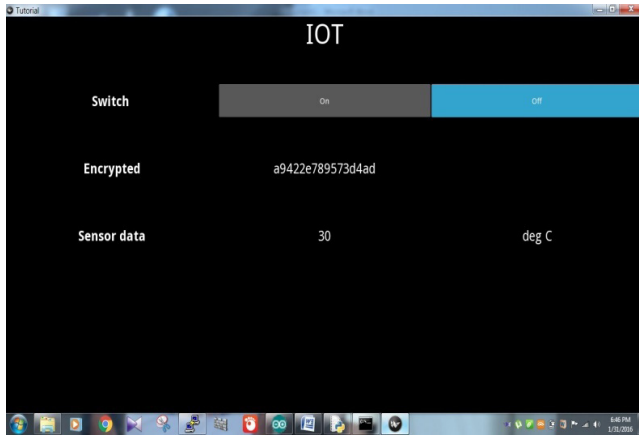 Tutorial
IOT
Switch On Off
Encrypted a9422e789573d4ad
Sensor data 30 deg C
6:46 PM
1/31/2016